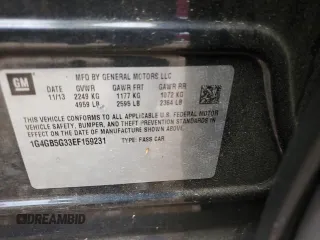 GM
MFD BY GENERAL MOTORS LLC
DATE GVWR GAWR FRT GAWR RR
11/13 2249 KG 1177 KG 1072 KG
4959 LB 2595 LB 2364 LB
THIS VEHICLE CONFORMS TO ALL APPLICABLE U.S. FEDERAL MOTOR
VEHICLE SAFETY, BUMPER, AND THEFT PREVENTION STANDARDS
IN EFFECT ON THE DATE OF MANUFACTURE SHOWN ABOVE.
1G4GB5G33EF159231 TYPE: PASS CAR